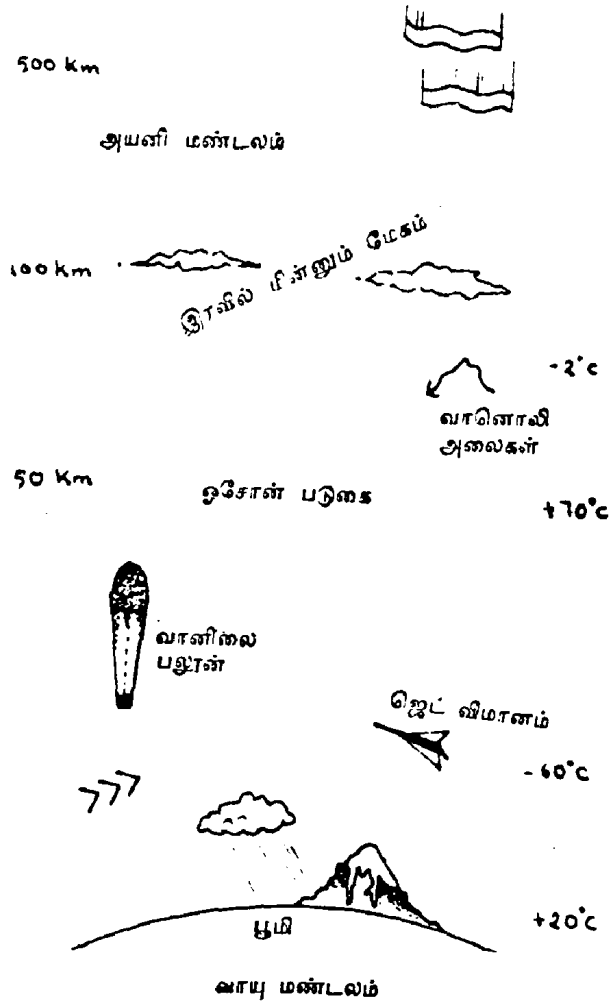 500 km
அயனி மண்டலம்
100 km
இரவில் மின்னும் மேகம்
-2°c
வானொலி
அலைகள்
50 km
ஓசோன் படுகை
+70°c
வானிலை
பலூன்
ஜெட் விமானம்
-60°c
பூமி
+20°c
வாயு மண்டலம்